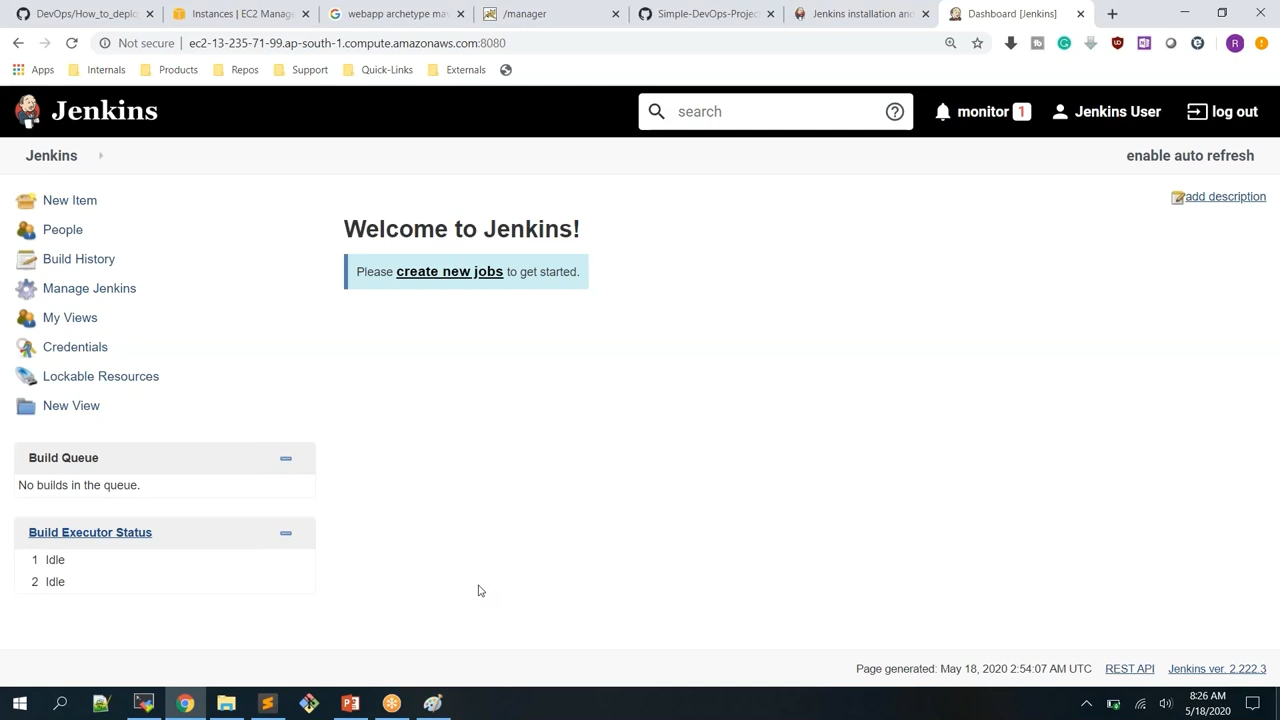 DevOps/How_to_deplo
Instances | EC2 Manage
webapp archetype mav
/manager
Simple-DevOps-Project
Jenkins installation and
Dashboard [Jenkins]
Not secure | ec2-13-235-71-99.ap-south-1.compute.amazonaws.com:8080
R
Apps
Internals
Products
Repos
Support
Quick-Links
Externals
Jenkins
search
monitor 1
Jenkins User
log out
Jenkins
enable auto refresh
New Item
People
Build History
Manage Jenkins
My Views
Credentials
Lockable Resources
New View
add description
Welcome to Jenkins!
Please create new jobs to get started.
Build Queue
No builds in the queue.
Build Executor Status
1 Idle
2 Idle
Page generated: May 18, 2020 2:54:07 AM UTC
REST API
Jenkins ver. 2.222.3
8:26 AM
5/18/2020